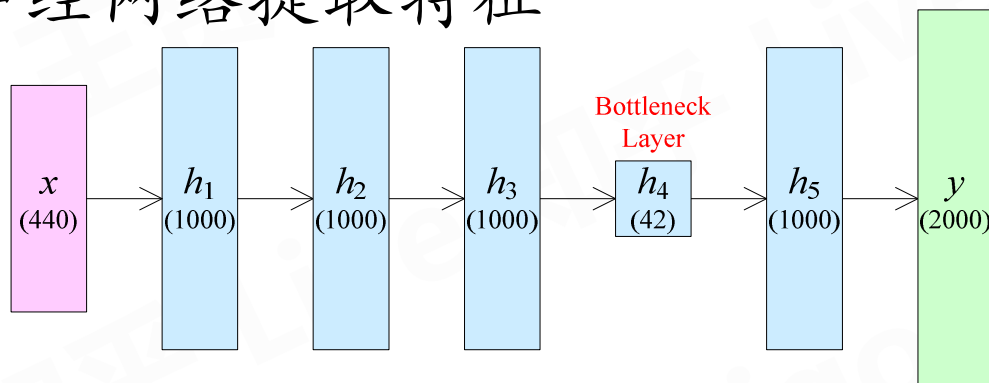 经网络提取特征
Bottleneck
Layer
x
(440)
h1
(1000)
h2
(1000)
h3
(1000)
h4
(42)
h5
(1000)
y
(2000)